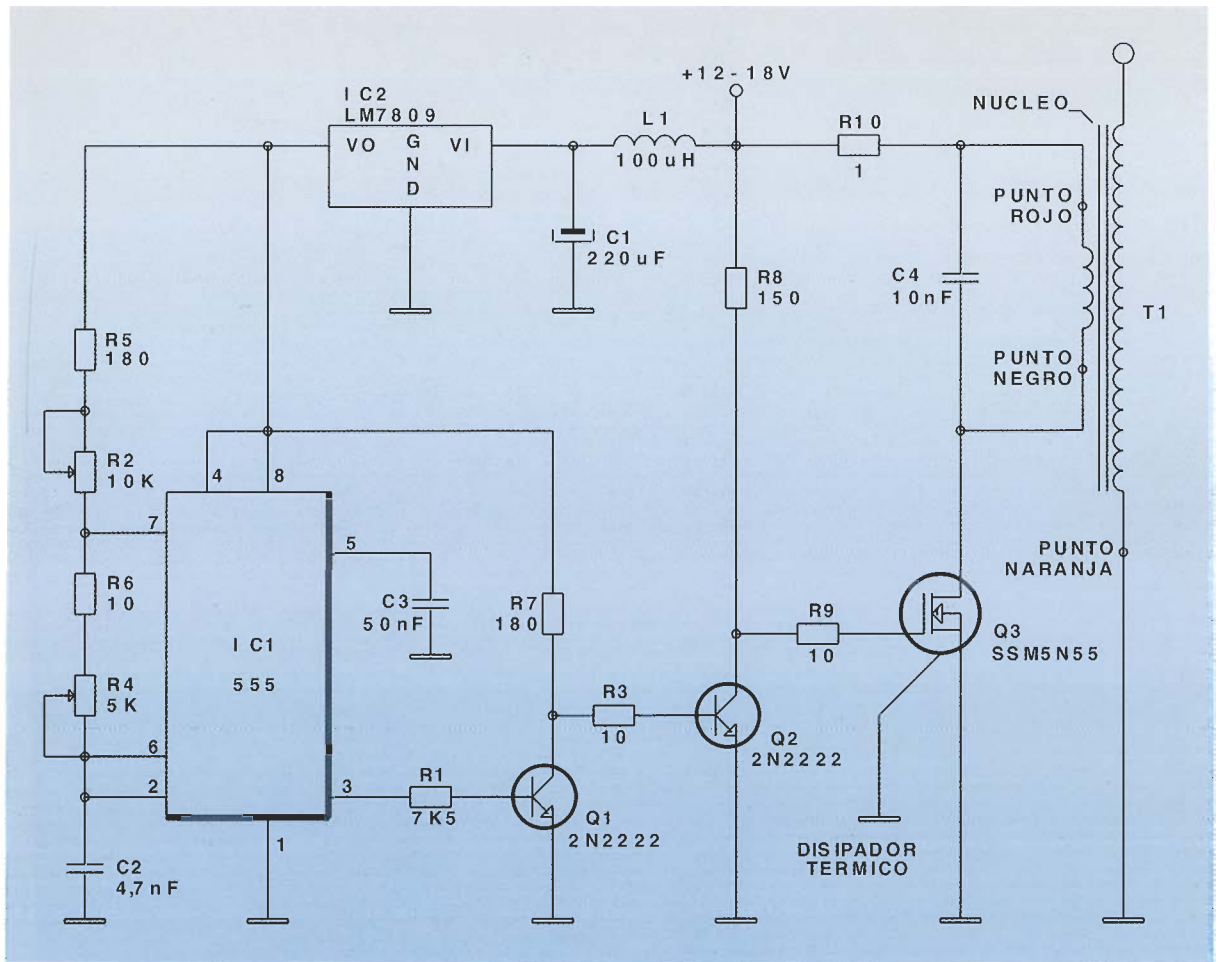 +12-18V
IC2
LM7809
VO
GND
VI
L1
100uH
R10
1
NUCLEO
PUNTO
ROJO
C1
220uF
R8
150
C4
10nF
T1
R5
180
PUNTO
NEGRO
R2
10K
4
8
7
5
PUNTO
NARANJA
R6
10
C3
50nF
R7
180
R9
10
Q3
SSM5N55
IC1
555
R4
5K
R3
10
6
2
3
R1
7K5
Q2
2N2222
Q1
2N2222
1
DISIPADOR
TERMICO
C2
4,7nF